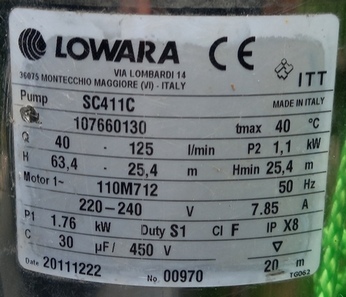 LOWARA CE
VIA LOMBARDI 14
36075 MONTECCHIO MAGGIORE (VI) - ITALY
ITT
Pump SC411C MADE IN ITALY
107660130 tmax 40 °C
Q 40 - 125 l/min P2 1,1 kW
H 63,4 - 25,4 m Hmin 25,4 m
Motor 1~ 110M712 50 Hz
220-240 V 7.85 A
P1 1.76 kW Duty S1 Cl F IP X8
C 30 µF/ 450 V ∇
Date 20111222 No 00970 20 m
TG062